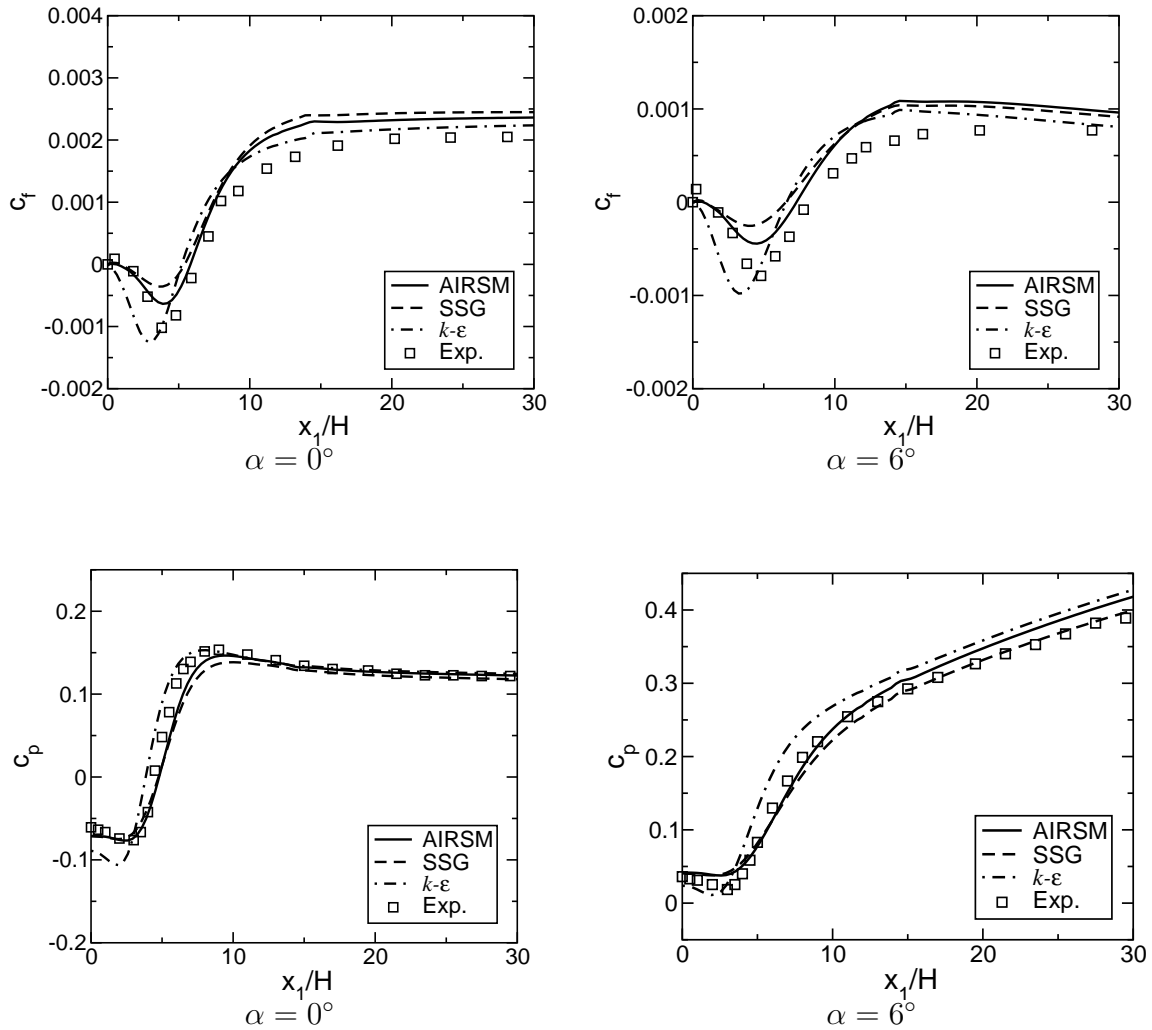 0.004
0.003
0.002
0.001
0
-0.001
-0.002
c_f
0 10 20 30
x_1/H
AIRSM
SSG
k-ε
Exp.
α = 0°
0.002
0.001
0
-0.001
-0.002
c_f
0 10 20 30
x_1/H
AIRSM
SSG
k-ε
Exp.
α = 6°
0.2
0.1
0
-0.1
-0.2
c_p
0 10 20 30
x_1/H
AIRSM
SSG
k-ε
Exp.
α = 0°
0.4
0.3
0.2
0.1
0
c_p
0 10 20 30
x_1/H
AIRSM
SSG
k-ε
Exp.
α = 6°